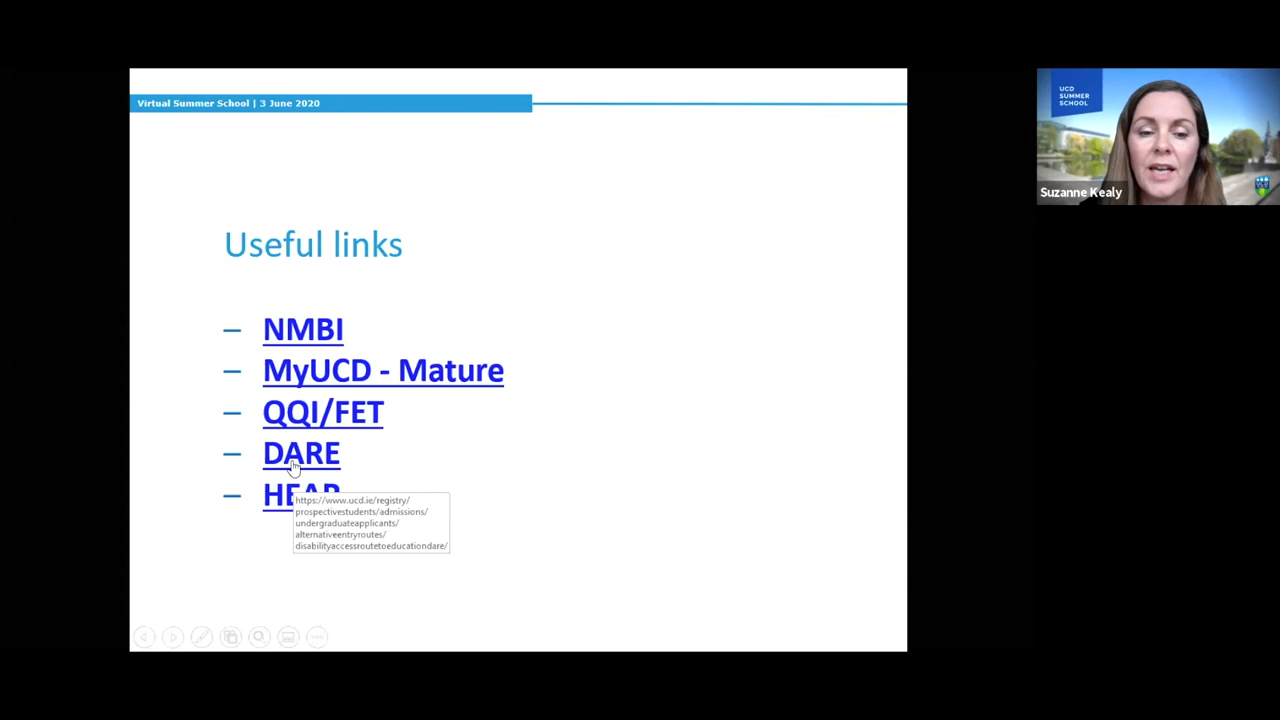 Virtual Summer School | 3 June 2020
UCD
SUMMER
SCHOOL
Suzanne Kealy
Useful links
– NMBI
– MyUCD - Mature
– QQI/FET
– DARE
– HEAR
https://www.ucd.ie/registry/
prospectivestudents/admissions/
undergraduateapplicants/
alternativeentryroutes/
disabilityaccessroutetoeducationdare/